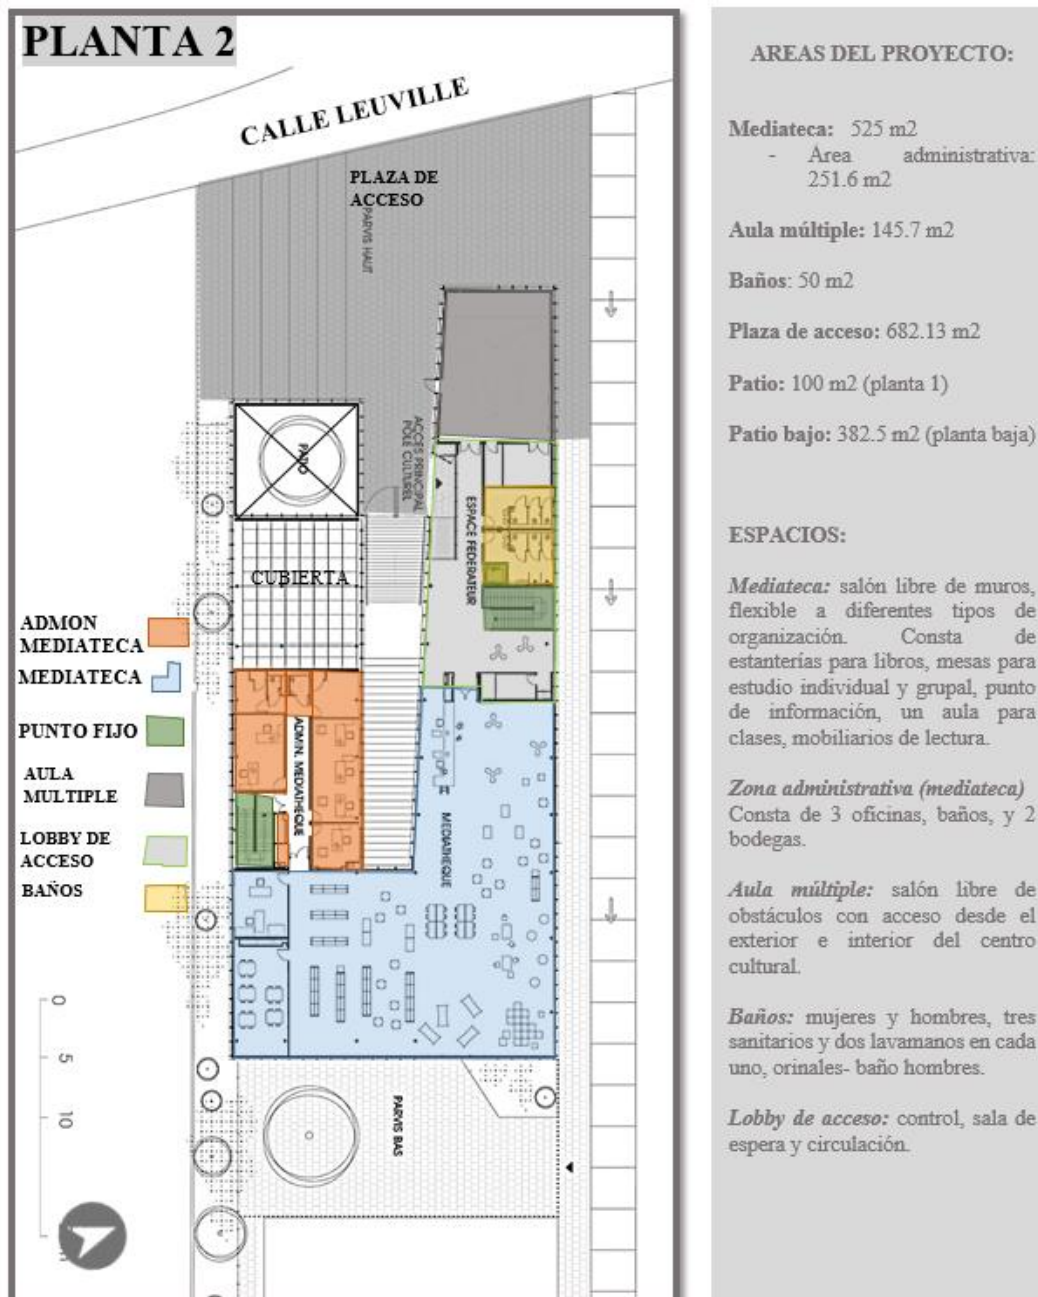 PLANTA 2
CALLE LEUVILLE
PLAZA DE
ACCESO
PARVIS HAUT
ACCES PRINCIPAL
POLE CULTUREL
PATIO
ESPACE FEDERATEUR
CUBIERTA
ADMON
MEDIATECA
MEDIATECA
PUNTO FIJO
AULA
MULTIPLE
LOBBY DE
ACCESO
BAÑOS
ADMIN. MEDIATHEQUE
MEDIATHEQUE
PARVIS BAS
0
5
10
AREAS DEL PROYECTO:
Mediateca: 525 m2
- Area administrativa:
251.6 m2
Aula múltiple: 145.7 m2
Baños: 50 m2
Plaza de acceso: 682.13 m2
Patio: 100 m2 (planta 1)
Patio bajo: 382.5 m2 (planta baja)
ESPACIOS:
Mediateca: salón libre de muros,
flexible a diferentes tipos de
organización. Consta de
estanterías para libros, mesas para
estudio individual y grupal, punto
de información, un aula para
clases, mobiliarios de lectura.
Zona administrativa (mediateca)
Consta de 3 oficinas, baños, y 2
bodegas.
Aula múltiple: salón libre de
obstáculos con acceso desde el
exterior e interior del centro
cultural.
Baños: mujeres y hombres, tres
sanitarios y dos lavamanos en cada
uno, orinales- baño hombres.
Lobby de acceso: control, sala de
espera y circulación.